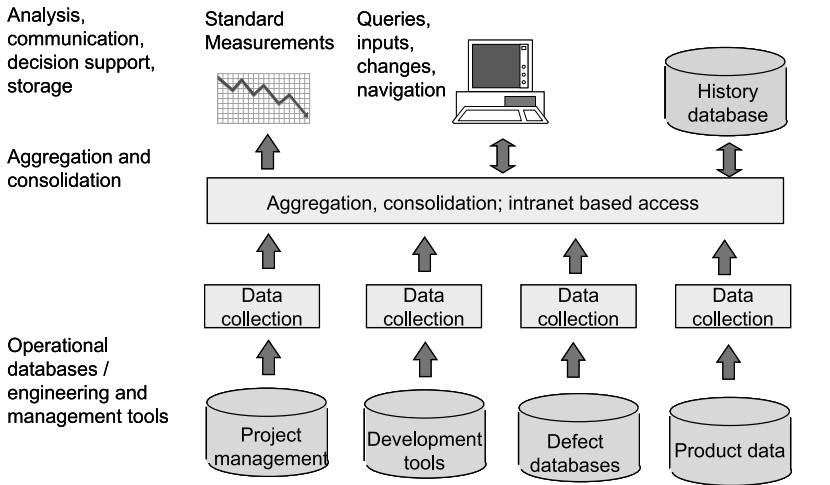 Analysis,
communication,
decision support,
storage
Standard
Measurements
Queries,
inputs,
changes,
navigation
History
database
Aggregation and
consolidation
Aggregation, consolidation; intranet based access
Data
collection
Data
collection
Data
collection
Data
collection
Operational
databases /
engineering and
management tools
Project
management
Development
tools
Defect
databases
Product data